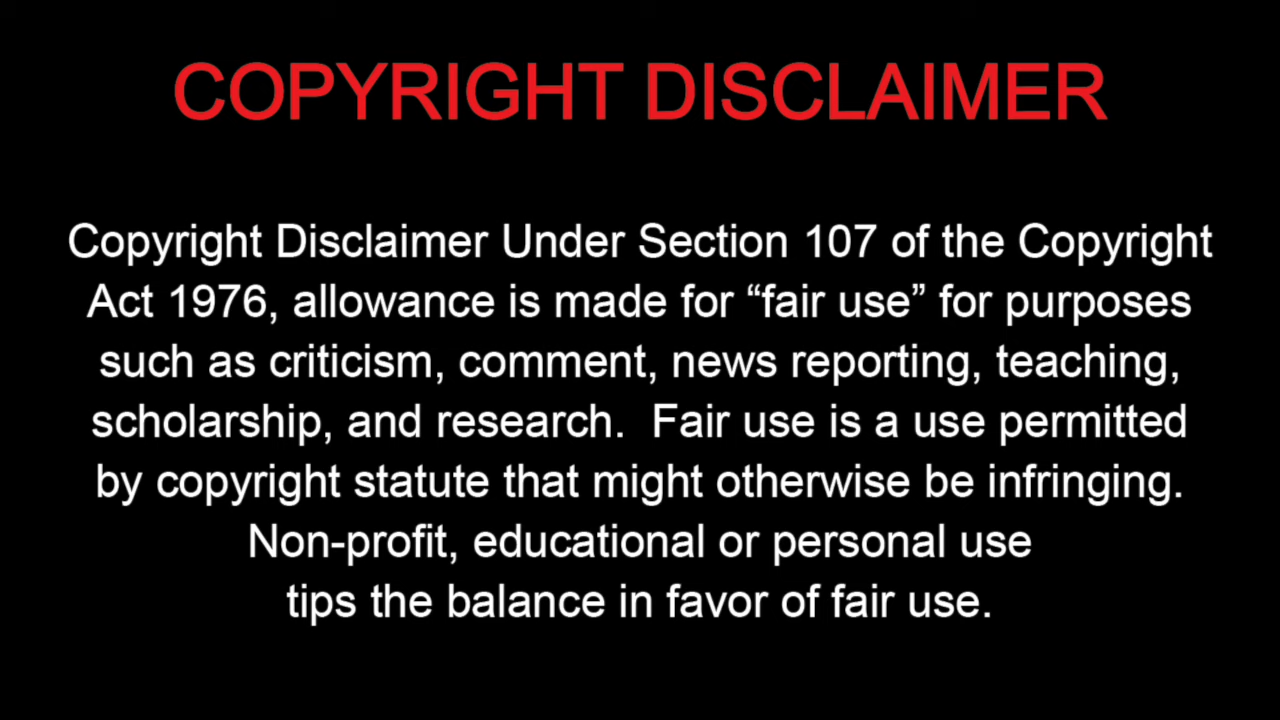 COPYRIGHT DISCLAIMER
Copyright Disclaimer Under Section 107 of the Copyright
Act 1976, allowance is made for “fair use” for purposes
such as criticism, comment, news reporting, teaching,
scholarship, and research.  Fair use is a use permitted
by copyright statute that might otherwise be infringing.
Non-profit, educational or personal use
tips the balance in favor of fair use.